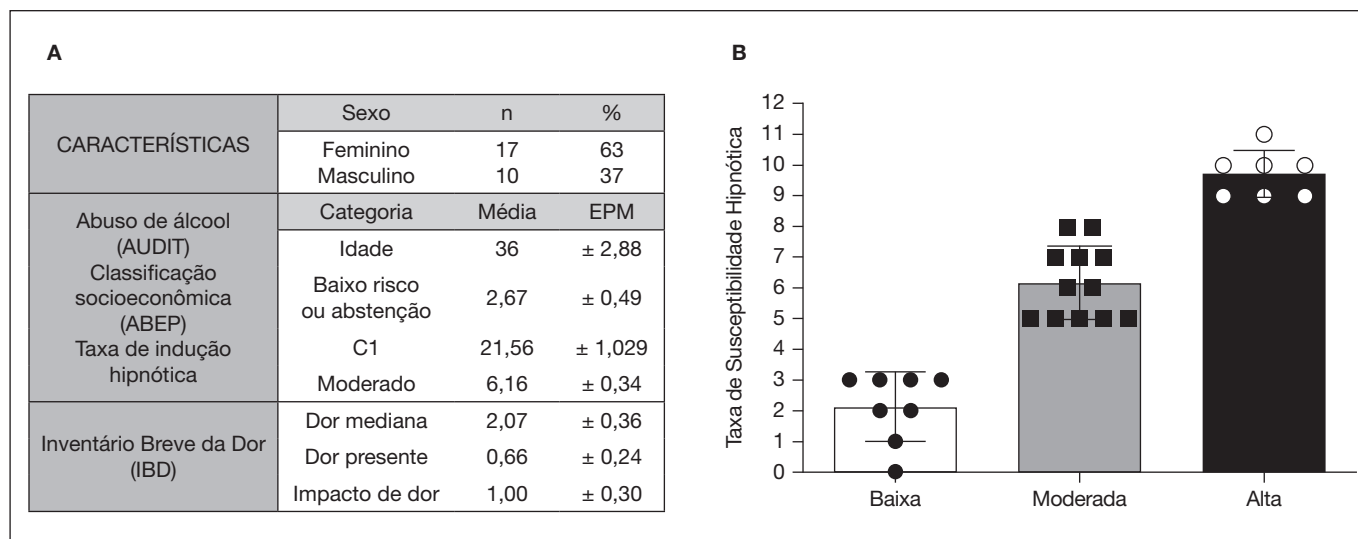 A
CARACTERÍSTICAS
Sexo n %
Feminino 17 63
Masculino 10 37
Abuso de álcool
(AUDIT)
Classificação
socioeconômica
(ABEP)
Taxa de indução
hipnótica
Categoria Média EPM
Idade 36 ± 2,88
Baixo risco
ou abstenção 2,67 ± 0,49
C1 21,56 ± 1,029
Moderado 6,16 ± 0,34
Inventário Breve da Dor
(IBD)
Dor mediana 2,07 ± 0,36
Dor presente 0,66 ± 0,24
Impacto de dor 1,00 ± 0,30
B
Taxa de Susceptibilidade Hipnótica
12
11
10
9
8
7
6
5
4
3
2
1
0
Baixa Moderada Alta